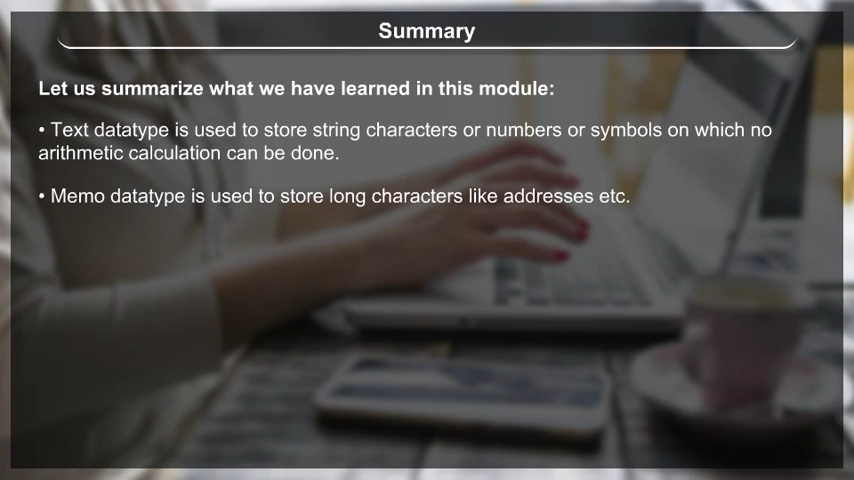 Summary
Let us summarize what we have learned in this module:
• Text datatype is used to store string characters or numbers or symbols on which no
arithmetic calculation can be done.
• Memo datatype is used to store long characters like addresses etc.